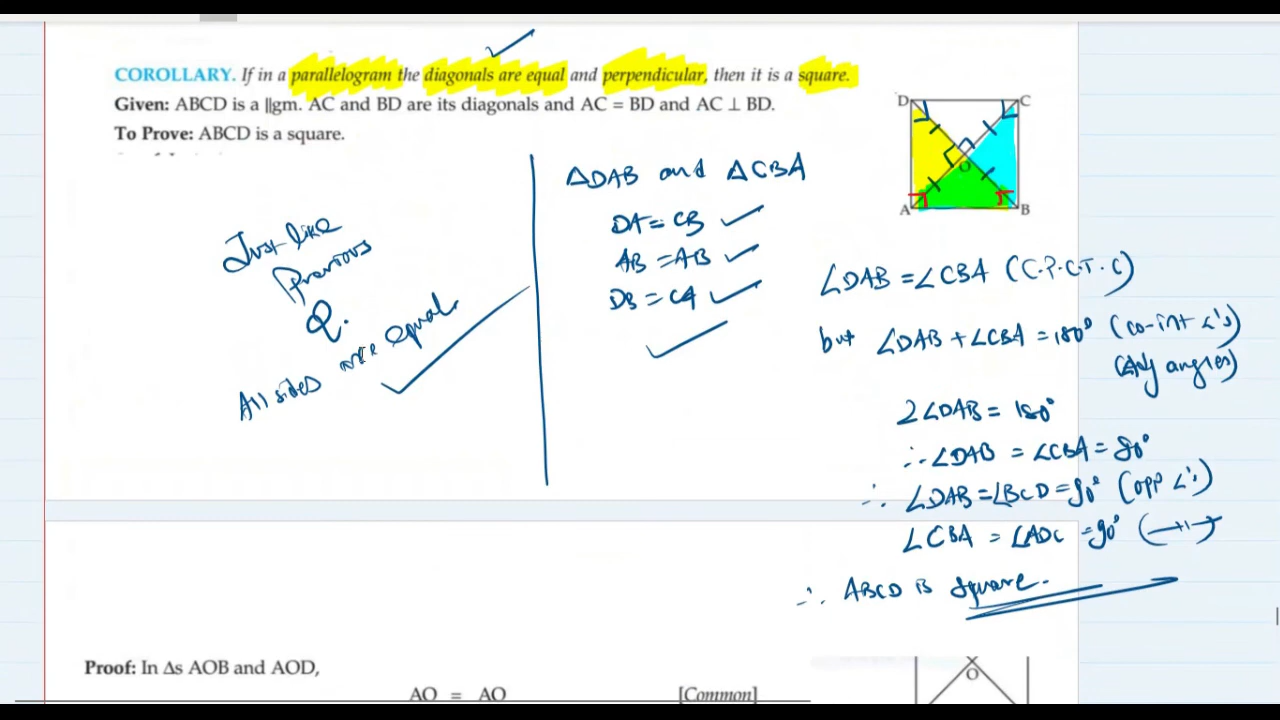 COROLLARY. If in a parallelogram the diagonals are equal and perpendicular, then it is a square.
Given: ABCD is a ||gm. AC and BD are its diagonals and AC = BD and AC ⊥ BD.
To Prove: ABCD is a square.
D C
O
A B
Just like
Previous
Q.
All sides are equal.
ΔDAB and ΔCBA
DA = CB
AB = AB
DB = CA
∠DAB = ∠CBA (C.P.C.T.C)
but ∠DAB + ∠CBA = 180° (co-int ∠'s)
(Adj angles)
2∠DAB = 180°
∴ ∠DAB = ∠CBA = 90°
∴ ∠DAB = ∠BCD = 90° (opp ∠'s)
∠CBA = ∠ADC = 90° (—11—)
∴ ABCD is square.
Proof: In Δs AOB and AOD,
AO = AO [Common]
O